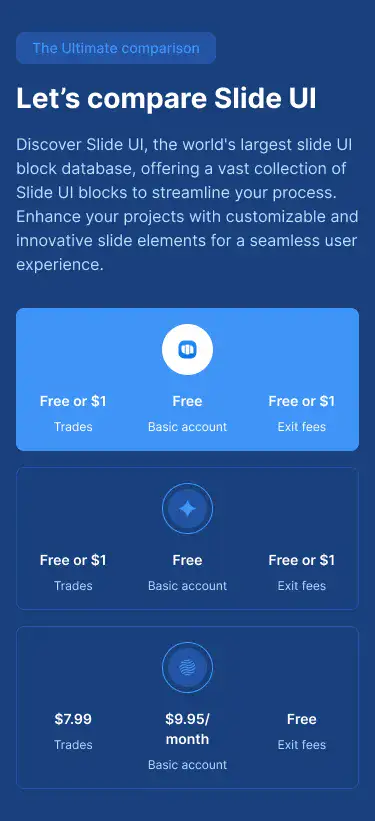 The Ultimate comparison
Let’s compare Slide UI
Discover Slide UI, the world's largest slide UI
block database, offering a vast collection of
Slide UI blocks to streamline your process.
Enhance your projects with customizable and
innovative slide elements for a seamless user
experience.
Free or $1
Trades
Free
Basic account
Free or $1
Exit fees
Free or $1
Trades
Free
Basic account
Free or $1
Exit fees
$7.99
Trades
$9.95/
month
Basic account
Free
Exit fees